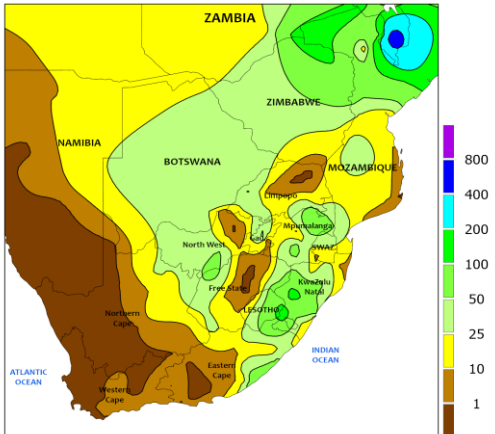 ZAMBIA
ZIMBABWE
NAMIBIA
BOTSWANA
MOZAMBIQUE
Limpopo
Mpumalanga
North West
SWAZ
Free State
KwaZulu
Natal
LESOTHO
Northern
Cape
Eastern
Cape
Western
Cape
ATLANTIC
OCEAN
INDIAN
OCEAN
800
400
200
100
50
25
10
1